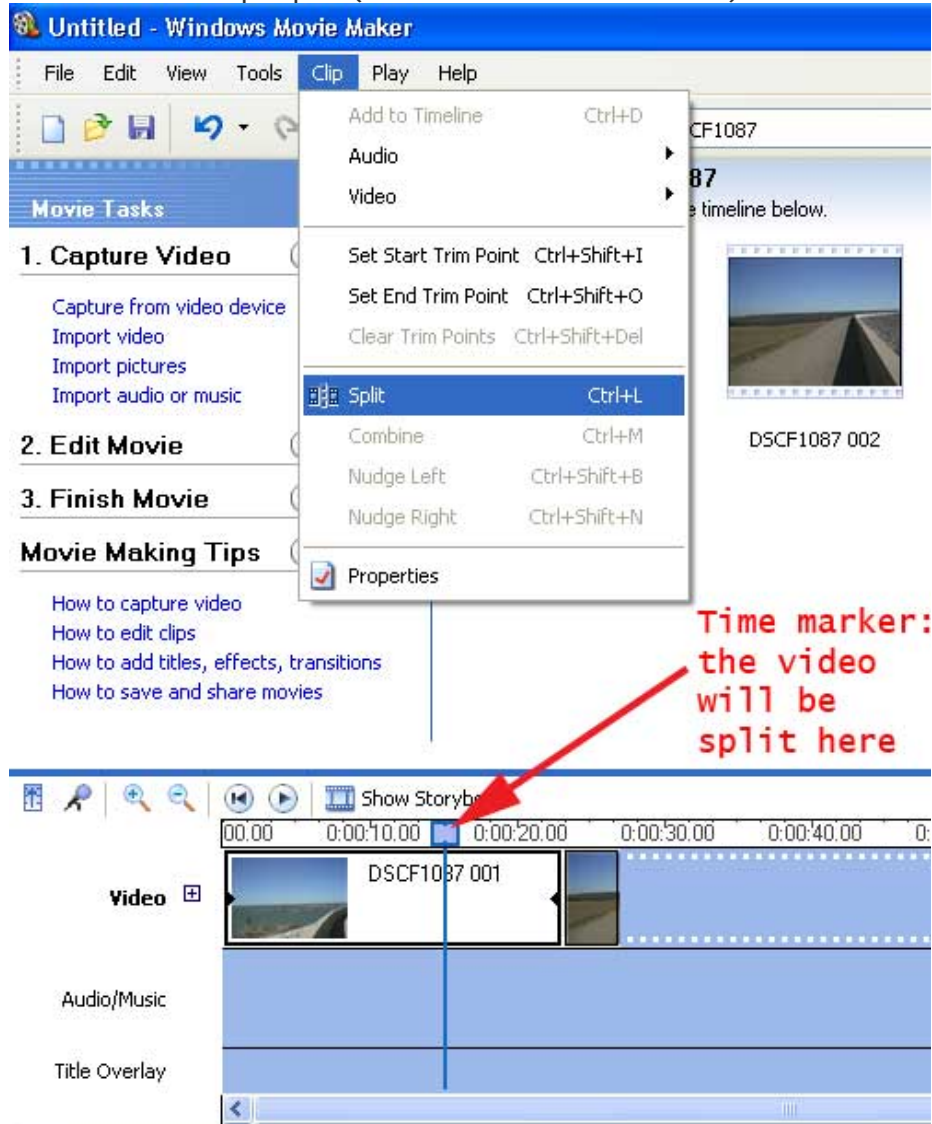 Untitled - Windows Movie Maker
File Edit View Tools Clip Play Help
Add to Timeline Ctrl+D
CF1087
Audio
87
Video
timeline below.
Movie Tasks
1. Capture Video
Set Start Trim Point Ctrl+Shift+I
Capture from video device
Set End Trim Point Ctrl+Shift+O
Import video
Clear Trim Points Ctrl+Shift+Del
Import pictures
Import audio or music
Split Ctrl+L
2. Edit Movie
Combine Ctrl+M
DSCF1087 002
Nudge Left Ctrl+Shift+B
3. Finish Movie
Nudge Right Ctrl+Shift+N
Movie Making Tips
Properties
How to capture video
How to edit clips
How to add titles, effects, transitions
How to save and share movies
Time marker:
the video
will be
split here
Show Storyb
00.00 0:00:10.00 0:00:20.00 0:00:30.00 0:00:40.00 0:
Video
DSCF1087 001
Audio/Music
Title Overlay